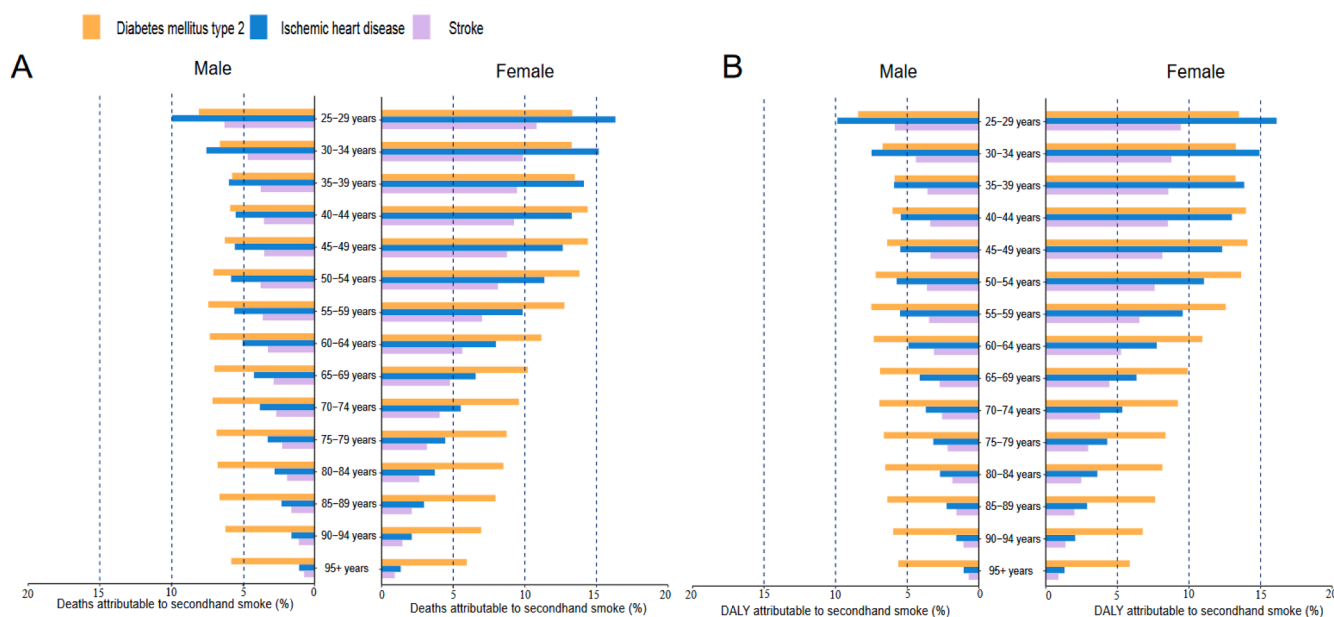 Diabetes mellitus type 2 Ischemic heart disease Stroke
A
Male Female
25−29 years
30−34 years
35−39 years
40−44 years
45−49 years
50−54 years
55−59 years
60−64 years
65−69 years
70−74 years
75−79 years
80−84 years
85−89 years
90−94 years
95+ years
20 15 10 5 0 0 5 10 15 20
Deaths attributable to secondhand smoke (%) Deaths attributable to secondhand smoke (%)
B
Male Female
25−29 years
30−34 years
35−39 years
40−44 years
45−49 years
50−54 years
55−59 years
60−64 years
65−69 years
70−74 years
75−79 years
80−84 years
85−89 years
90−94 years
95+ years
20 15 10 5 0 0 5 10 15 20
DALY attributable to secondhand smoke (%) DALY attributable to secondhand smoke (%)